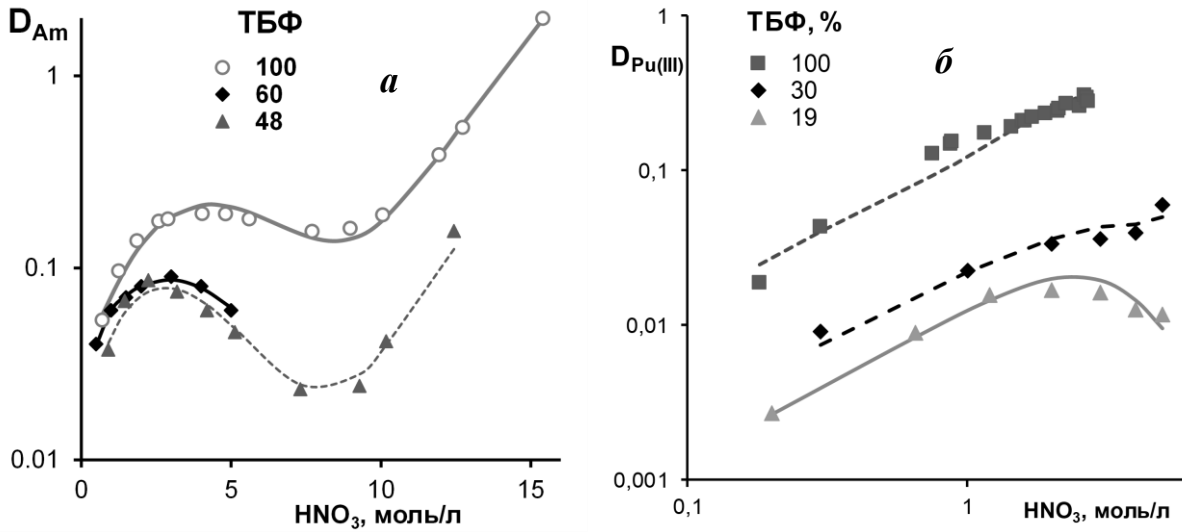 D_Am
ТБФ
100
60
48
а
1
0.1
0.01
0
5
10
15
HNO₃, моль/л
D_Pu(III)
ТБФ, %
100
30
19
б
1
0,1
0,01
0,001
0,1
1
HNO₃, моль/л